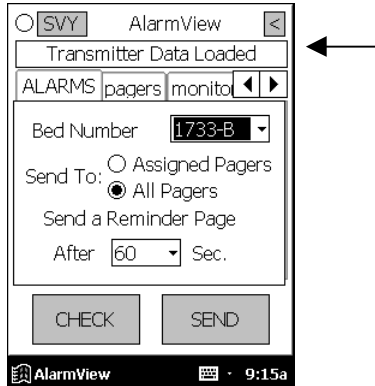 SVY AlarmView <
Transmitter Data Loaded
ALARMS pagers
Bed Number 1733-B
Send To: Assigned Pagers
All Pagers
Send a Reminder Page
After 60 Sec.
CHECK SEND
AlarmView 9:15a